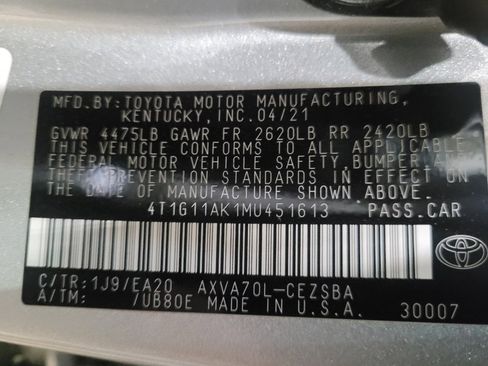 MFD.BY:TOYOTA MOTOR MANUFACTURING,
KENTUCKY,INC.04/21
GVWR 4475LB GAWR FR 2620LB RR 2420LB
THIS VEHICLE CONFORMS TO ALL APPLICABLE
FEDERAL MOTOR VEHICLE SAFETY,BUMPER,AND
THEFT PREVENTION STANDARDS IN EFFECT ON
THE DATE OF MANUFACTURE SHOWN ABOVE.
4T1G11AK1MU451613 PASS.CAR
C/TR:1J9/EA20 AXVA70L-CEZSBA
A/TM: /UB80E MADE IN U.S.A. 30007
TOYOTA